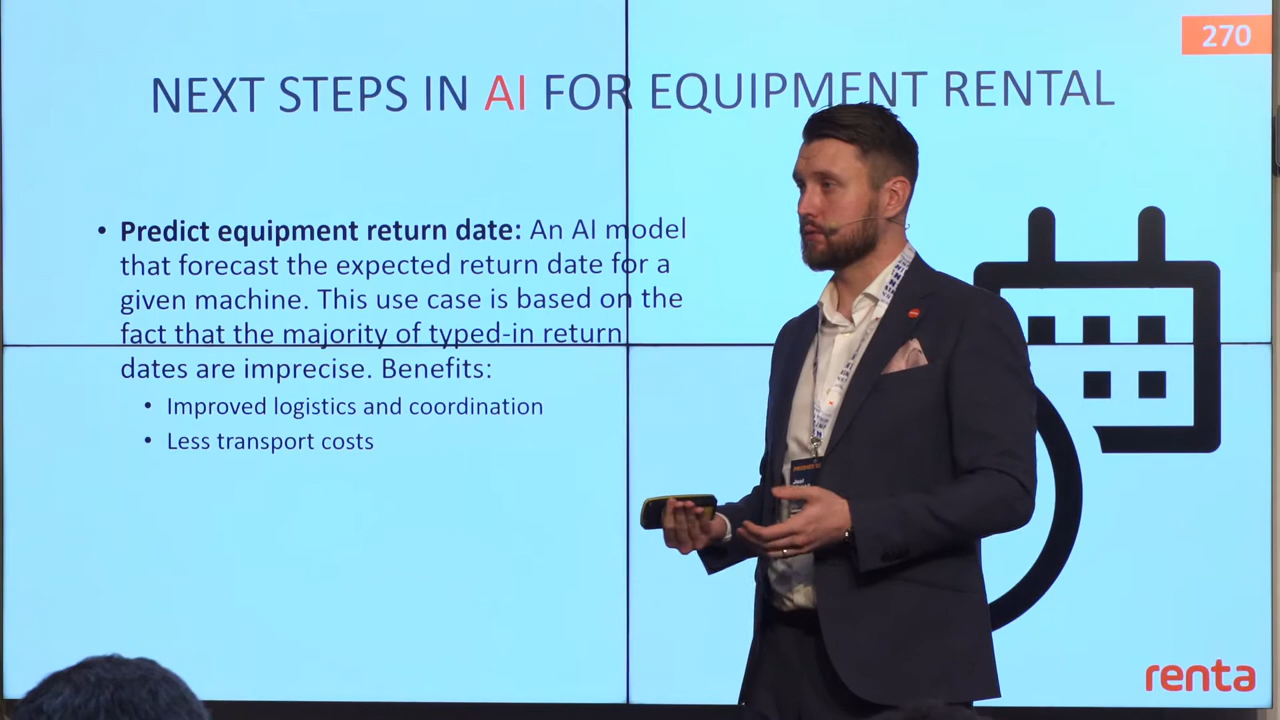 270
NEXT STEPS IN AI FOR EQUIPMENT RENTAL
• Predict equipment return date: An AI model
that forecast the expected return date for a
given machine. This use case is based on the
fact that the majority of typed-in return
dates are imprecise. Benefits:
• Improved logistics and coordination
• Less transport costs
renta